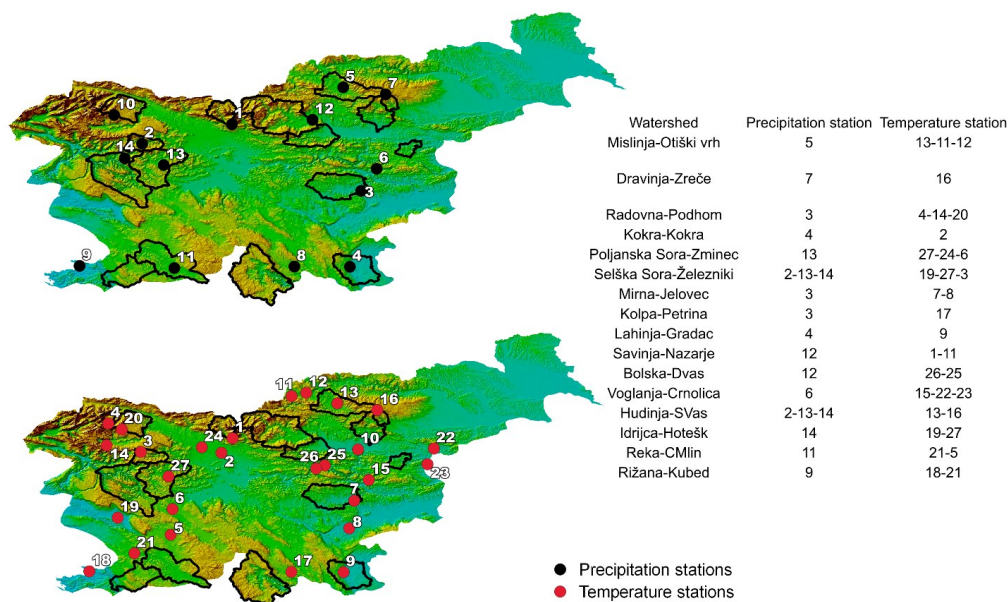 5
7
10
1
12
2
14
13
6
3
9
11
8
4
Watershed Precipitation station Temperature station
Mislinja-Otiški vrh 5 13-11-12
Dravinja-Zreče 7 16
Radovna-Podhom 3 4-14-20
Kokra-Kokra 4 2
Poljanska Sora-Zminec 13 27-24-6
Selška Sora-Železniki 2-13-14 19-27-3
Mirna-Jelovec 3 7-8
Kolpa-Petrina 3 17
Lahinja-Gradac 4 9
Savinja-Nazarje 12 1-11
Bolska-Dvas 12 26-25
Voglanja-Crnolica 6 15-22-23
Hudinja-SVas 2-13-14 13-16
Idrijca-Hotešk 14 19-27
Reka-CMlin 11 21-5
Rižana-Kubed 9 18-21
11
12
13
16
4
20
1
24
2
10
22
14
3
26
25
23
27
15
7
19
6
8
5
21
18
17
9
Precipitation stations
Temperature stations